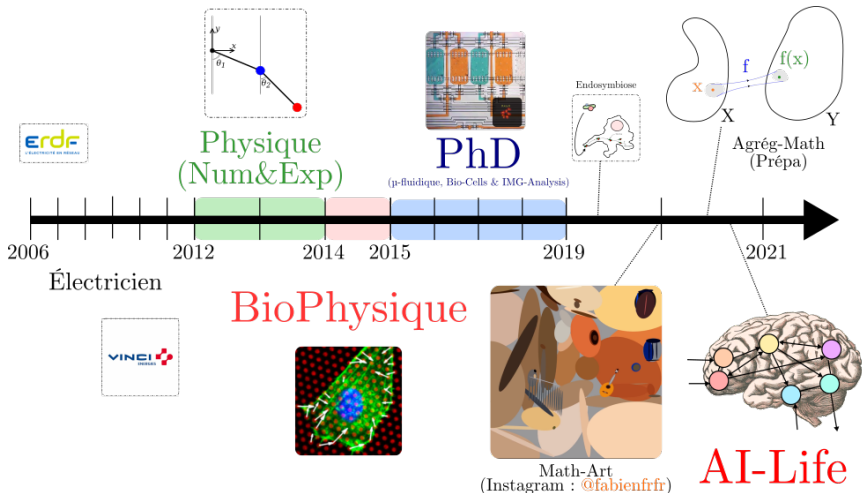 erdf
L'ÉLECTRICITÉ EN RÉSEAU
y
x
θ1
θ2
Physique
(Num&Exp)
PhD
(µ-fluidique, Bio-Cells & IMG-Analysis)
Endosymbiose
f
f(x)
x
X
Y
Agrég-Math
(Prépa)
2006
2012
2014
2015
2019
2021
Électricien
VINCI
ENERGIES
BioPhysique
Math-Art
(Instagram : @fabienfrfr)
AI-Life